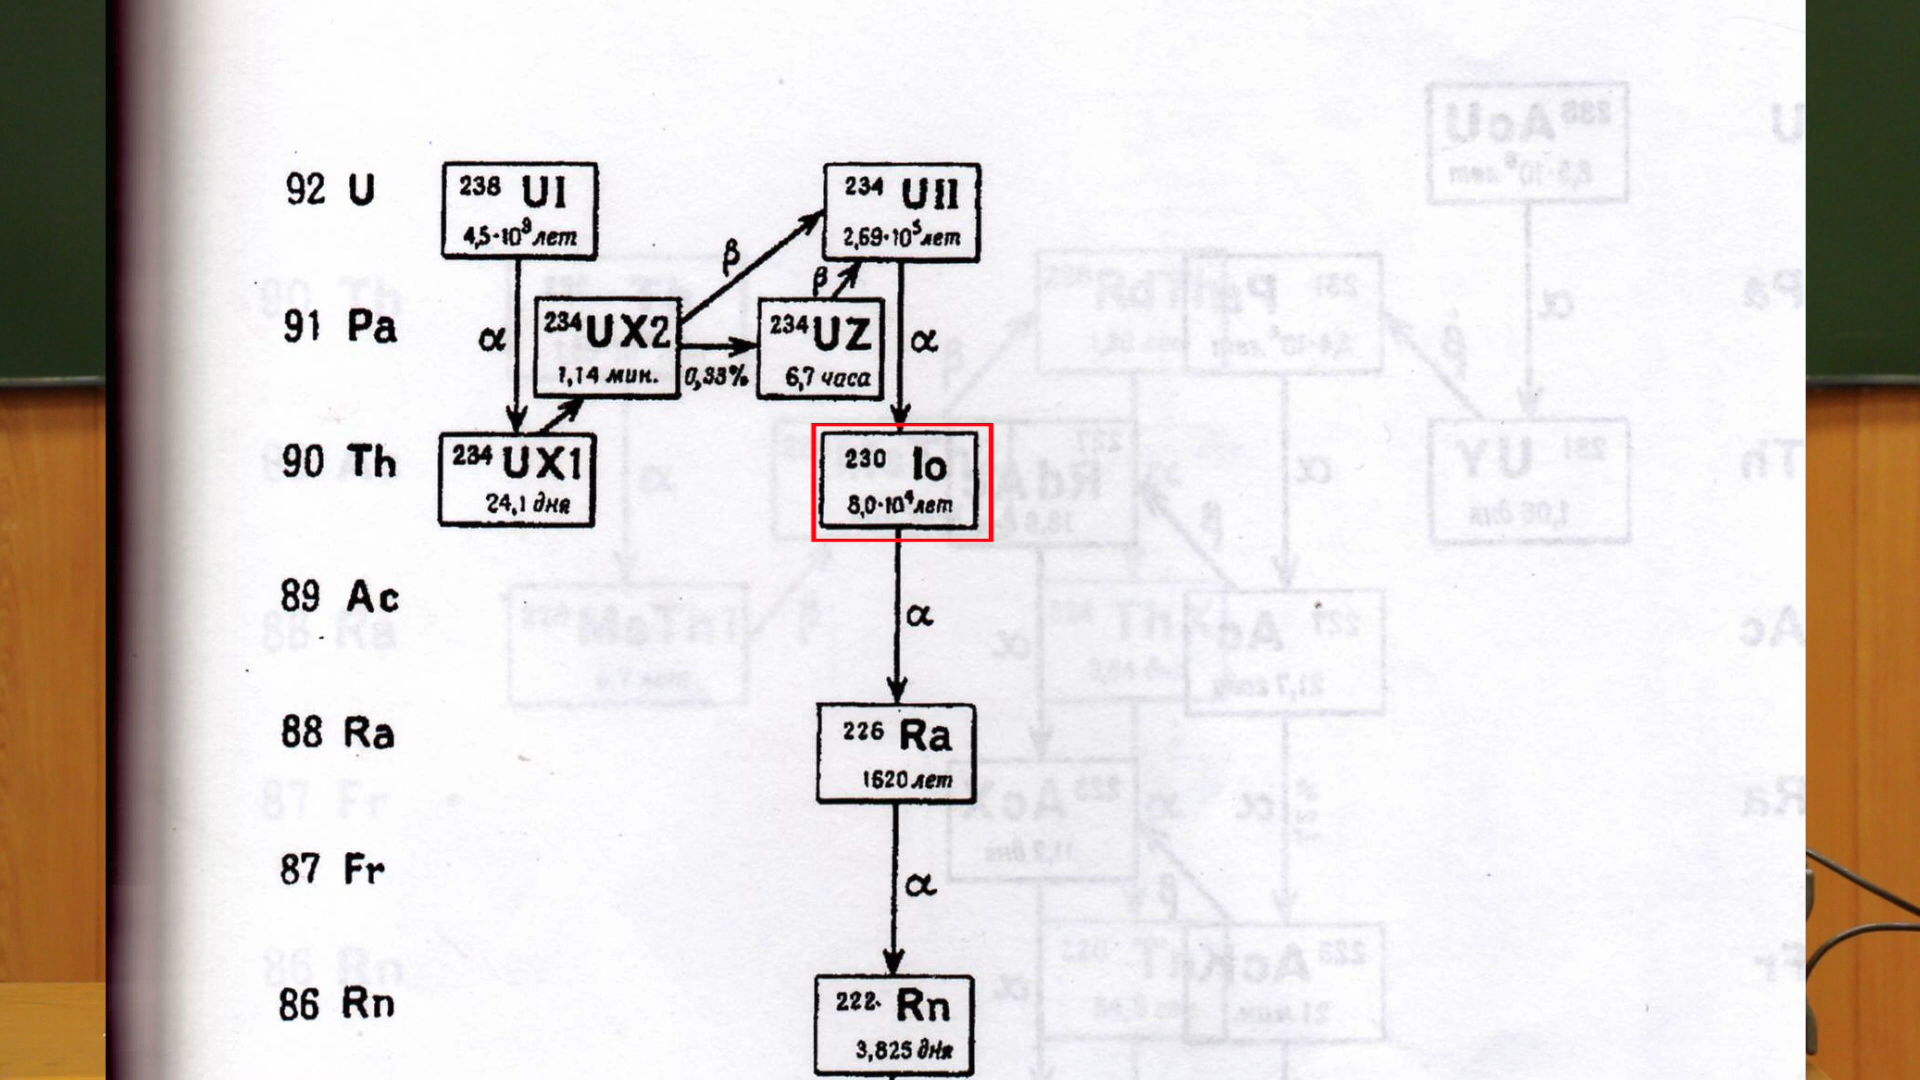 92 U
238 UI
4,5·10⁹ лет
234 UII
2,69·10⁵ лет
β
β
91 Pa
α
234 UX2
1,14 мин.
0,33%
234 UZ
6,7 часа
α
90 Th
234 UX1
24,1 дня
230 Io
8,0·10⁴ лет
89 Ac
α
88 Ra
226 Ra
1620 лет
87 Fr
α
86 Rn
222 Rn
3,825 дня